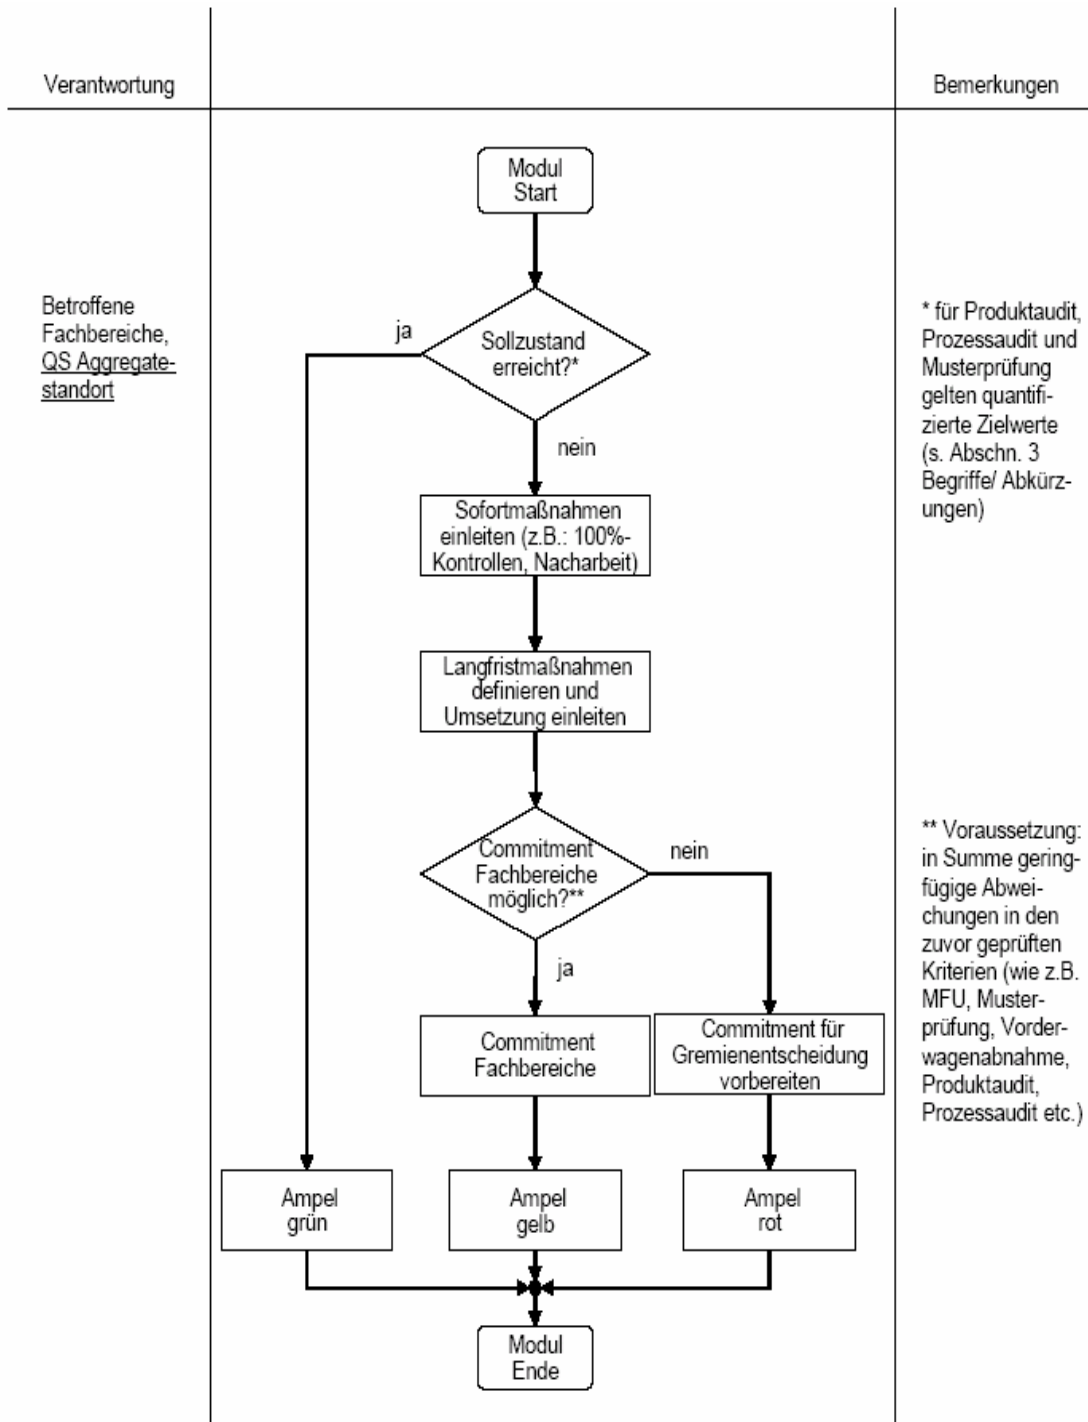 Verantwortung
Bemerkungen
Modul
Start
Betroffene
Fachbereiche,
QS Aggregate-
standort
ja
Sollzustand
erreicht?*
* für Produktaudit,
Prozessaudit und
Musterprüfung
gelten quantifi-
zierte Zielwerte
(s. Abschn. 3
Begriffe/ Abkürz-
ungen)
nein
Sofortmaßnahmen
einleiten (z.B.: 100%-
Kontrollen, Nacharbeit)
Langfristmaßnahmen
definieren und
Umsetzung einleiten
Commitment
Fachbereiche
möglich?**
nein
** Voraussetzung:
in Summe gering-
fügige Abwei-
chungen in den
zuvor geprüften
Kriterien (wie z.B.
MFU, Muster-
prüfung, Vorder-
wagenabnahme,
Produktaudit,
Prozessaudit etc.)
ja
Commitment
Fachbereiche
Commitment für
Gremienentscheidung
vorbereiten
Ampel
grün
Ampel
gelb
Ampel
rot
Modul
Ende